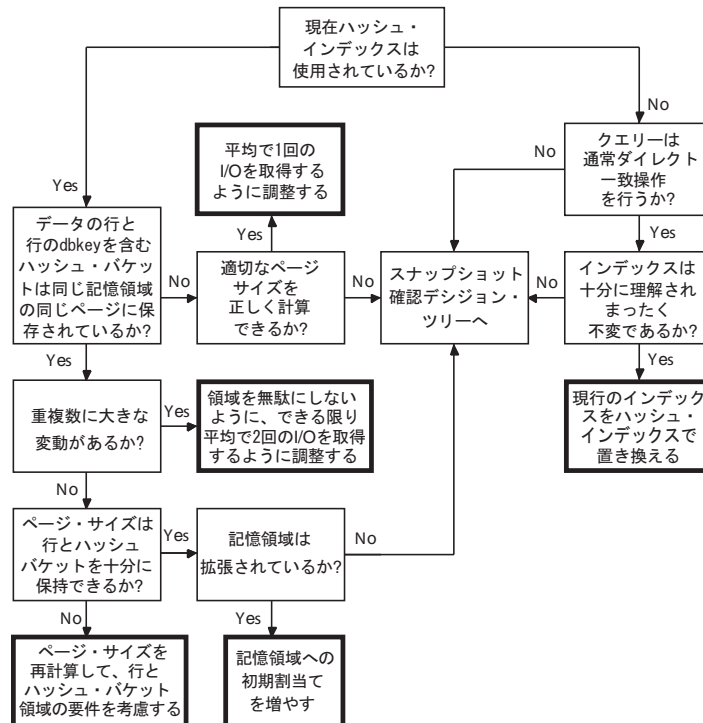 現在ハッシュ・
インデックスは
使用されているか?
No
クエリーは
通常ダイレクト
一致操作
を行うか?
No
平均で1回の
I/Oを取得する
ように調整する
Yes
Yes
Yes
データの行と
行のdbkeyを含む
ハッシュ・バケット
は同じ記憶領域
の同じページに保
存されているか?
No
適切なページ
サイズを
正しく計算
できるか?
No
スナップショット
確認デシジョン・
ツリーへ
No
インデックスは
十分に理解され
まったく
不変であるか?
Yes
Yes
重複数に大きな
変動があるか?
Yes
領域を無駄にしない
ように、できる限り
平均で2回のI/Oを取得
するように調整する
現行のインデック
スをハッシュ・
インデックスで
置き換える
No
ページ・サイズは
行とハッシュ
バケットを十分に
保持できるか?
Yes
記憶領域は
拡張されているか?
No
No
Yes
ページ・サイズを
再計算して、行と
ハッシュ・バケット
領域の要件を考慮する
記憶領域への
初期割当て
を増やす